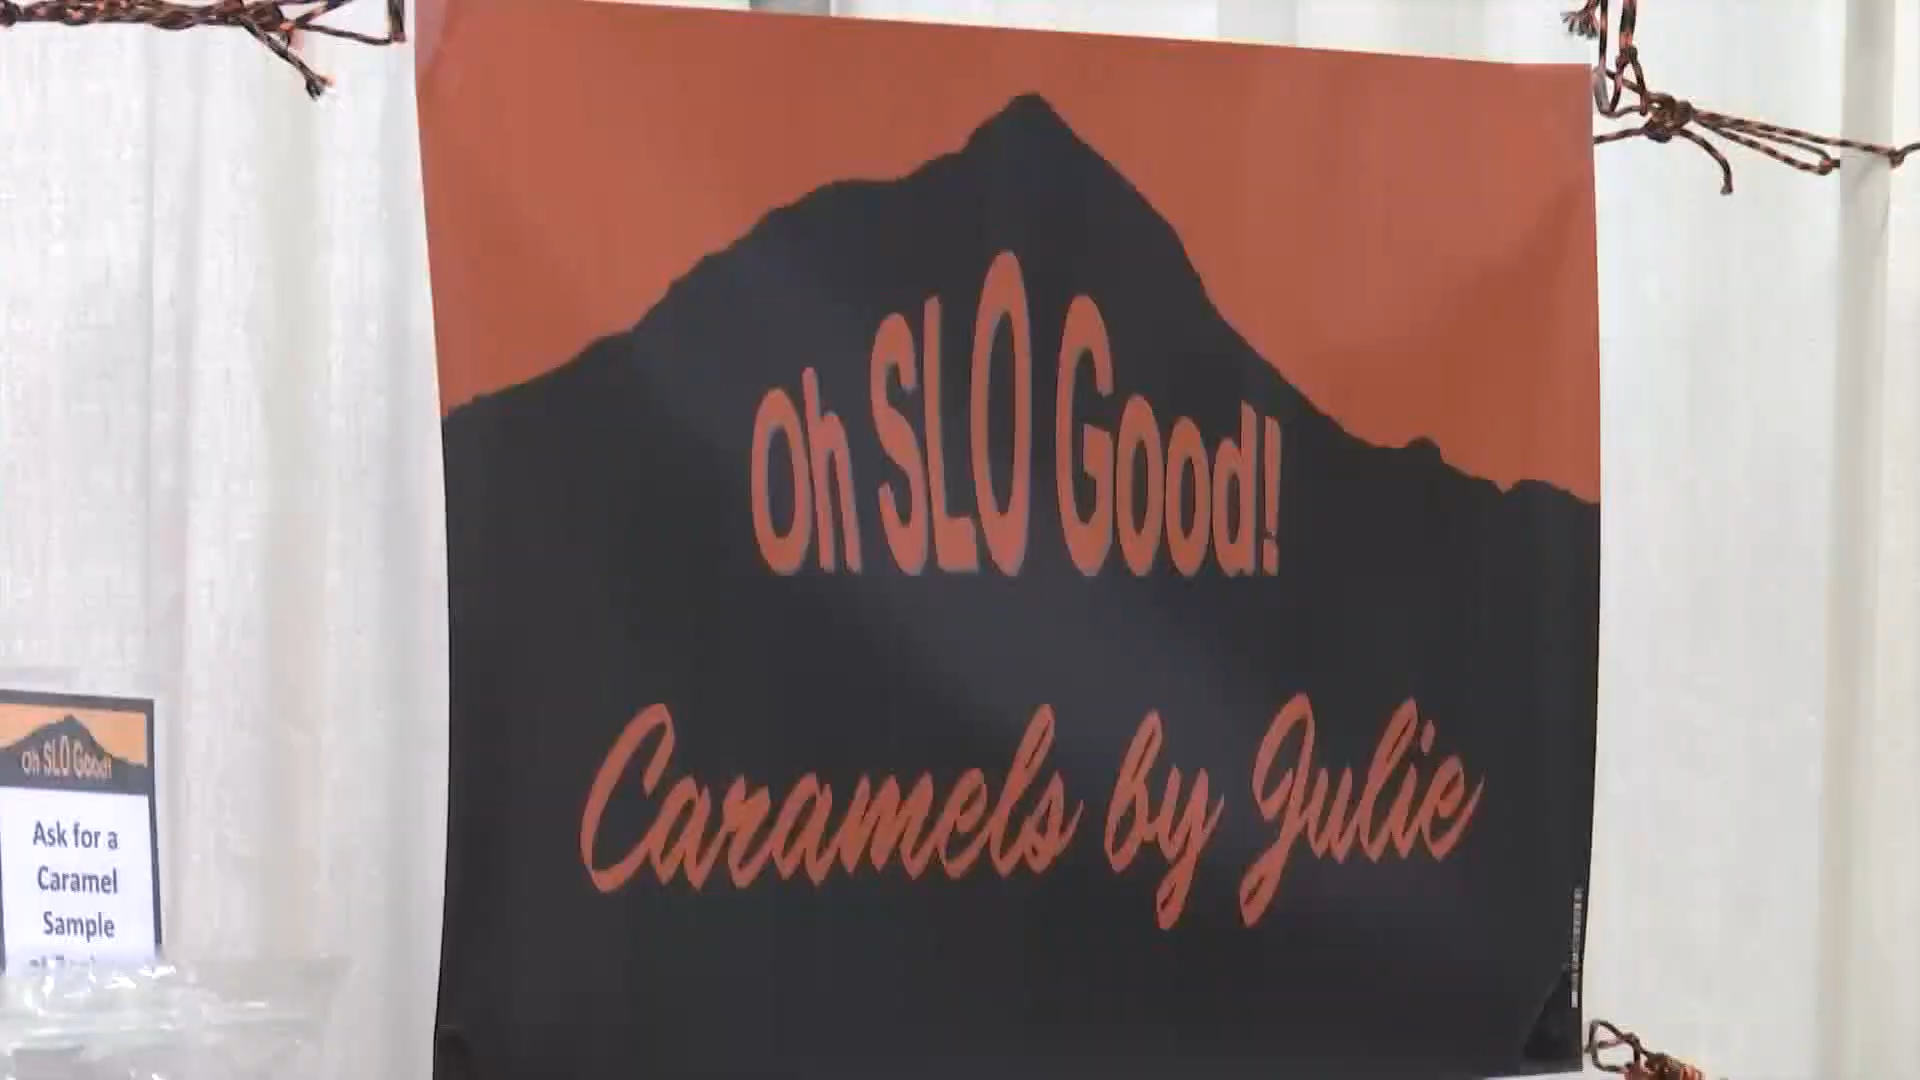 Oh SLO Good!
Caramels by Julie
Oh SLO Good!
Ask for a
Caramel
Sample